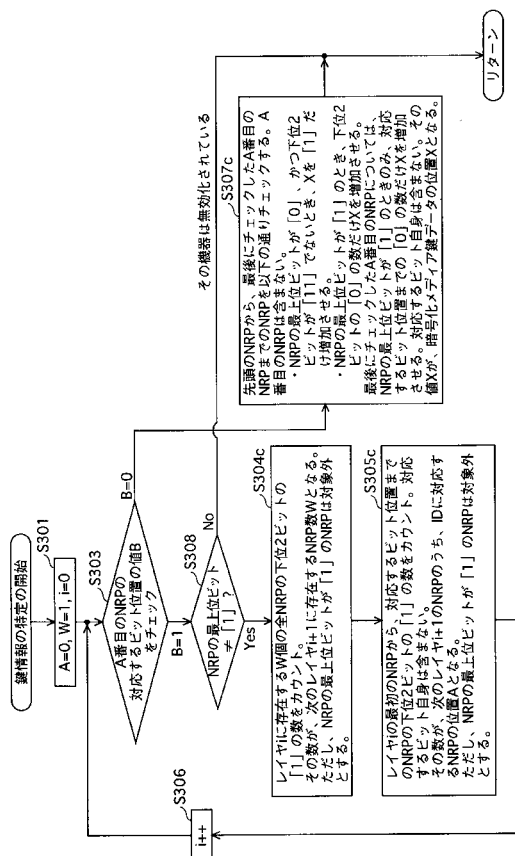 鍵情報の特定の開始
S301
A=0, W=1, i=0
S303
A番目のNRPの
対応するビット位置の値B
をチェック
B=0
B=1
S308
NRPの最上位ビット
≠「1」?
No
その機器は無効化されている
Yes
S304c
レイヤiに存在するW個の全NRPの下位2ビットの
「1」の数をカウント。
その数が、次のレイヤi+1に存在するNRP数Wとなる。
ただし、NRPの最上位ビットが「1」のNRPは対象外
とする。
S305c
レイヤiの最初のNRPから、対応するビット位置まで
のNRPの下位2ビットの「1」の数をカウント。対応
するビット自身は含まない。
その数が、次のレイヤi+1のNRPのうち、IDに対応す
るNRPの位置Aとなる。
ただし、NRPの最上位ビットが「1」のNRPは対象外
とする。
S306
i++
S307c
先頭のNRPから、最後にチェックしたA番目の
NRPまでのNRPを以下の通りチェックする。A
番目のNRPは含まない。
・NRPの最上位ビットが「0」、かつ下位2
ビットが「11」でないとき、Xを「1」だ
け増加させる。
・NRPの最上位ビットが「1」のとき、下位2
ビットの「0」の数だけXを増加させる。
最後にチェックしたA番目のNRPについては、
NRPの最上位ビットが「1」のときのみ、対応
するビット位置までの「0」の数だけXを増加
させる。対応するビット自身は含まない。その
値Xが、暗号化メディア鍵データの位置Xとなる。
リターン